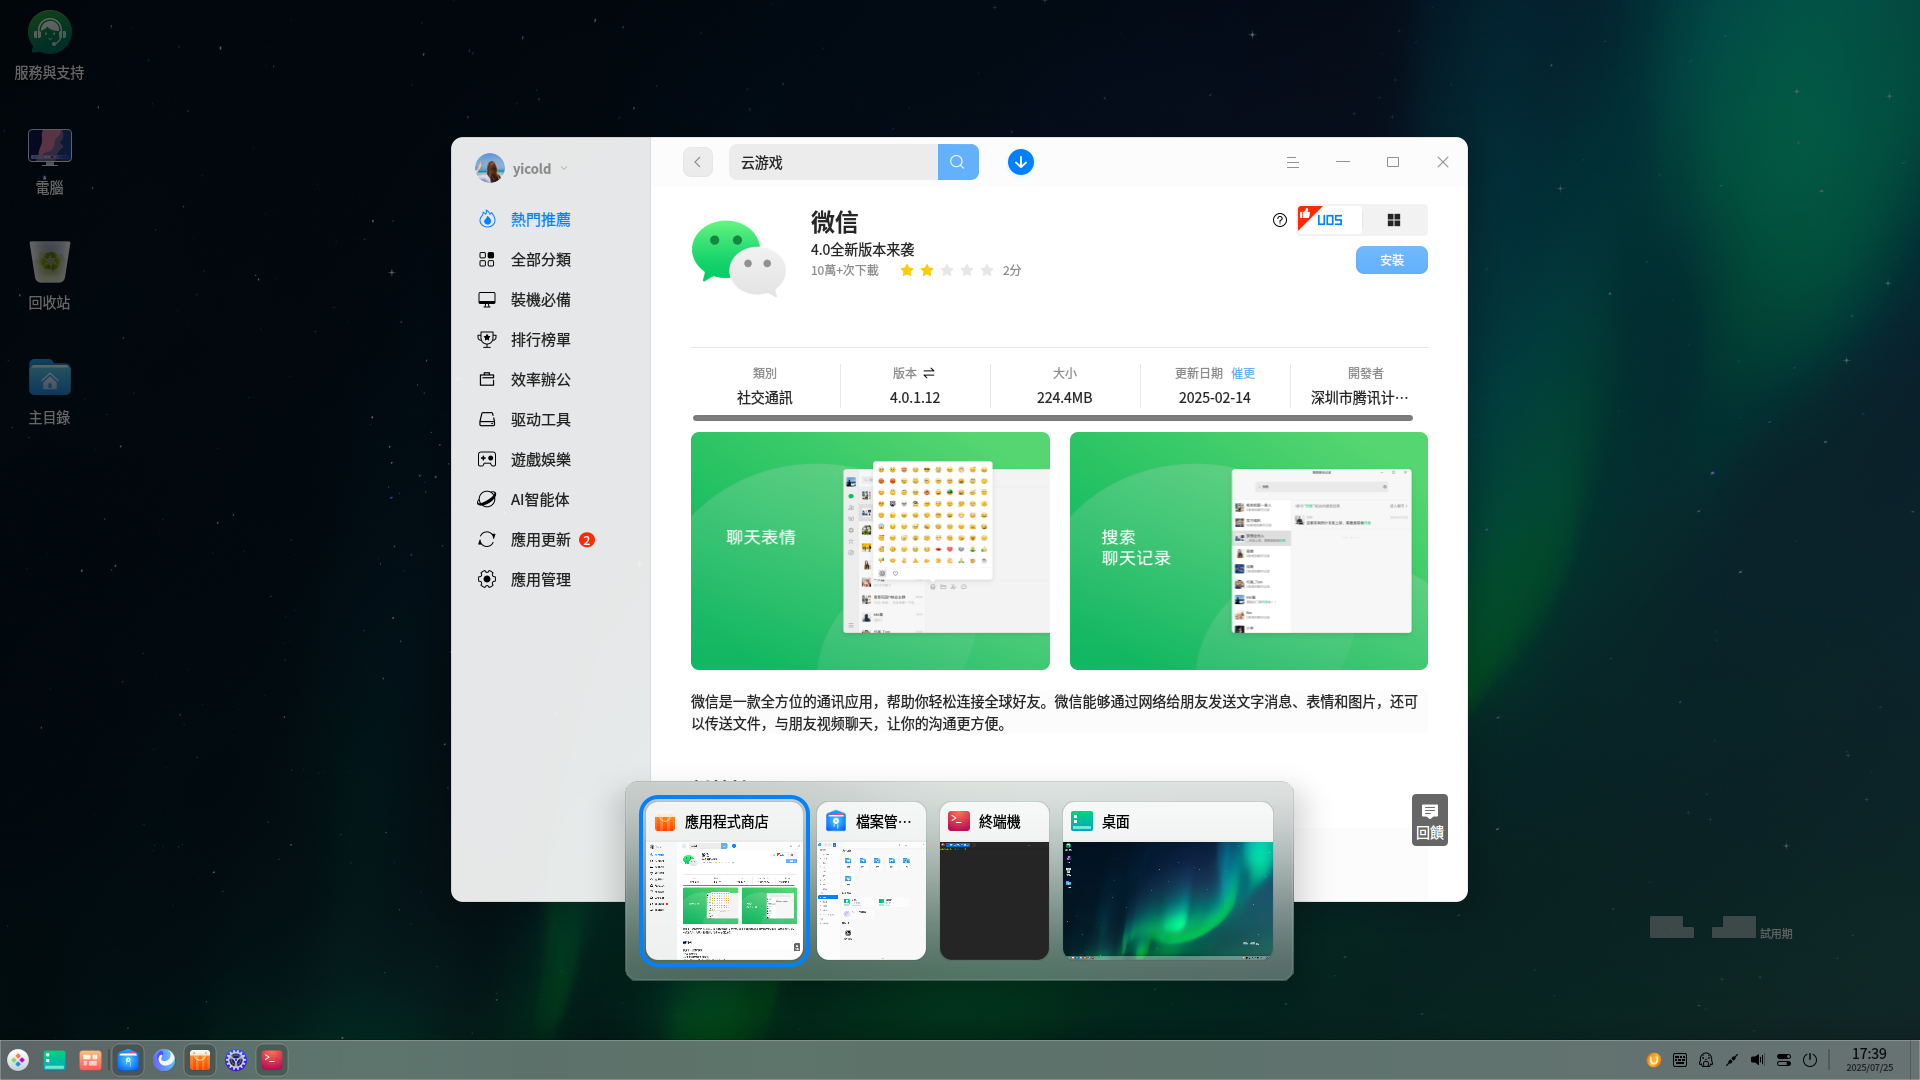 服務與支持
電腦
回收站
主目錄
yicold
熱門推薦
全部分類
裝機必備
排行榜單
效率辦公
驱动工具
遊戲娛樂
AI智能体
應用更新 2
應用管理
云游戏
微信
4.0全新版本来袭
10萬+次下載 2分
UOS
安裝
類別
社交通訊
版本
4.0.1.12
大小
224.4MB
更新日期 催更
2025-02-14
開發者
深圳市腾讯计…
聊天表情
搜索
聊天记录
微信是一款全方位的通讯应用，帮助你轻松连接全球好友。微信能够通过网络给朋友发送文字消息、表情和图片，还可
以传送文件，与朋友视频聊天，让你的沟通更方便。
回饋
應用程式商店
檔案管…
終端機
桌面
試用期
17:39
2025/07/25